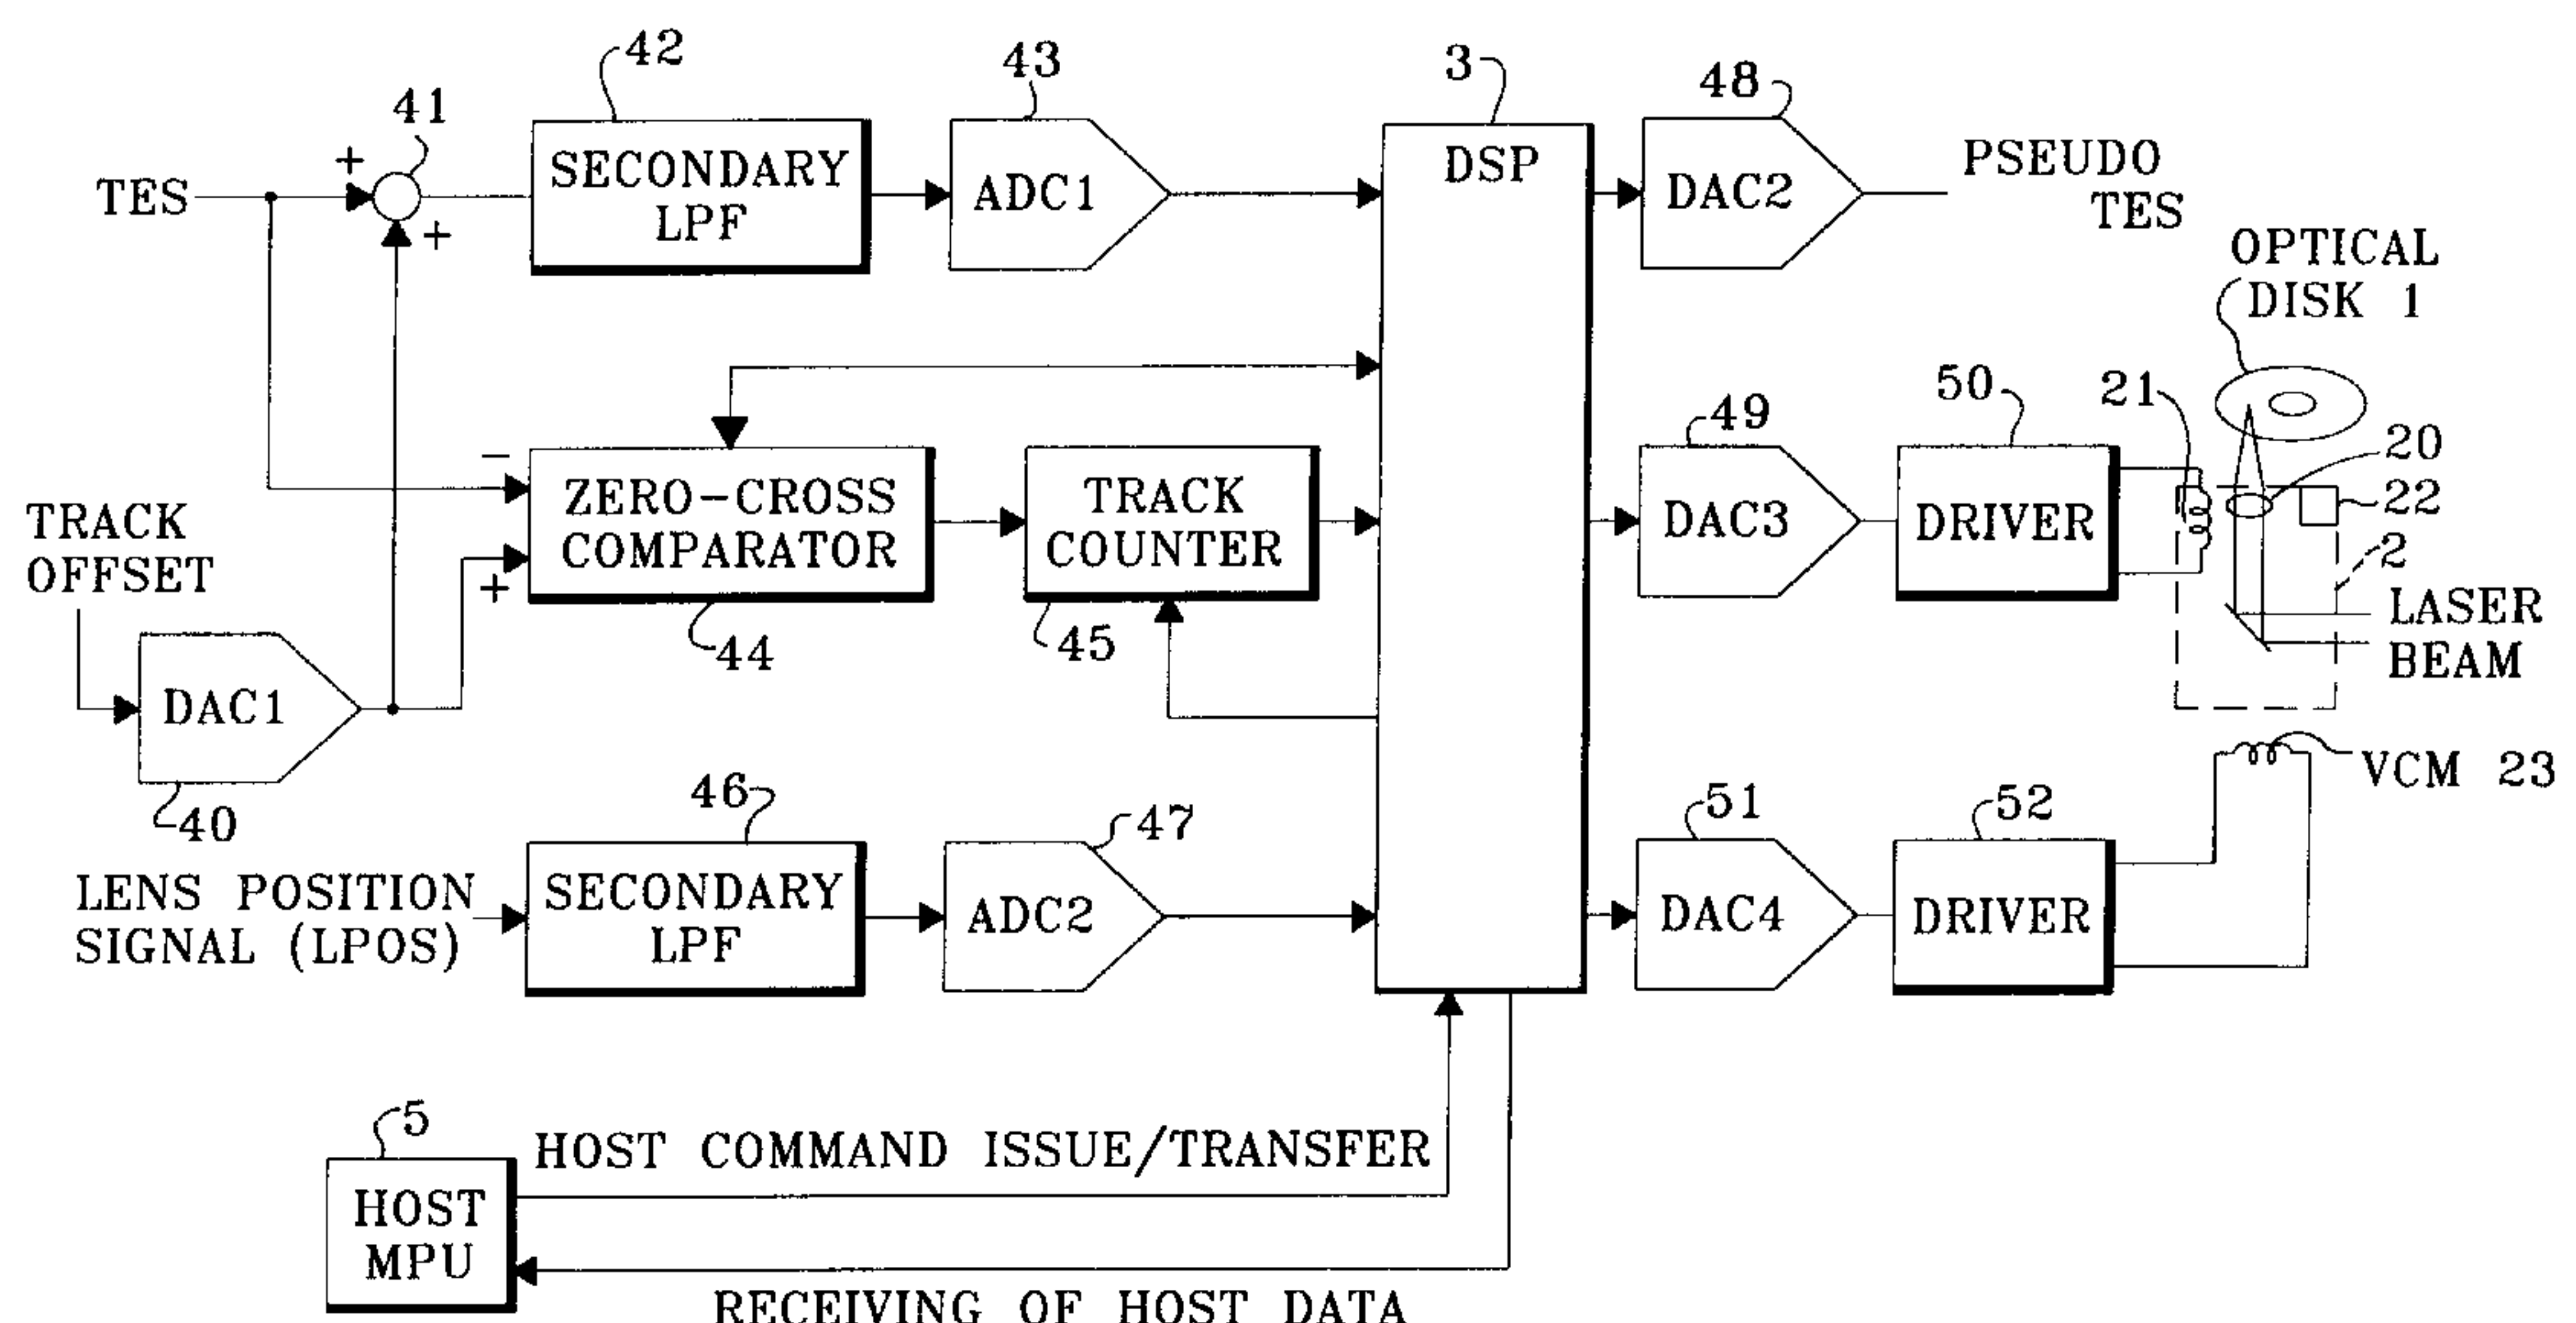 42
43
3
48
41
+
TES
+
SECONDARY
LPF
ADC1
DSP
DAC2
PSEUDO
TES
OPTICAL
DISK 1
21
50
49
20
22
2
TRACK
OFFSET
−
+
ZERO-CROSS
COMPARATOR
TRACK
COUNTER
DAC3
DRIVER
LASER
BEAM
44
45
DAC1
40
46
47
51
52
VCM 23
LENS POSITION
SIGNAL (LPOS)
SECONDARY
LPF
ADC2
DAC4
DRIVER
5
HOST
MPU
HOST COMMAND ISSUE/TRANSFER
RECEIVING OF HOST DATA